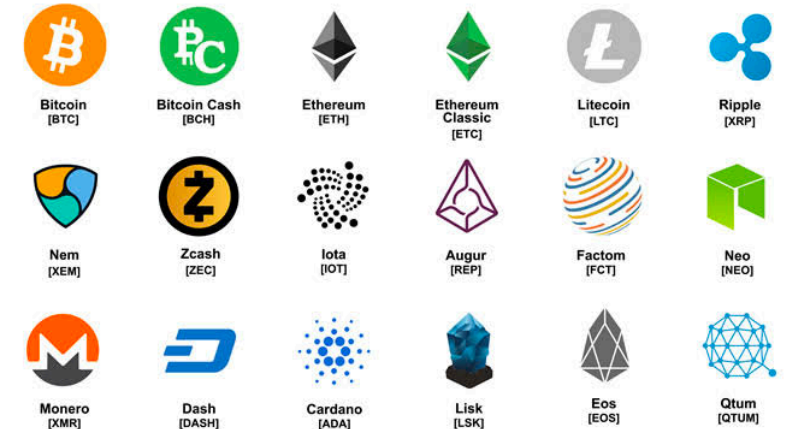 Bitcoin
[BTC]
Bitcoin Cash
[BCH]
Ethereum
[ETH]
Ethereum
Classic
[ETC]
Litecoin
[LTC]
Ripple
[XRP]
Nem
[XEM]
Zcash
[ZEC]
Iota
[IOT]
Augur
[REP]
Factom
[FCT]
Neo
[NEO]
Monero
[XMR]
Dash
[DASH]
Cardano
[ADA]
Lisk
[LSK]
Eos
[EOS]
Qtum
[QTUM]